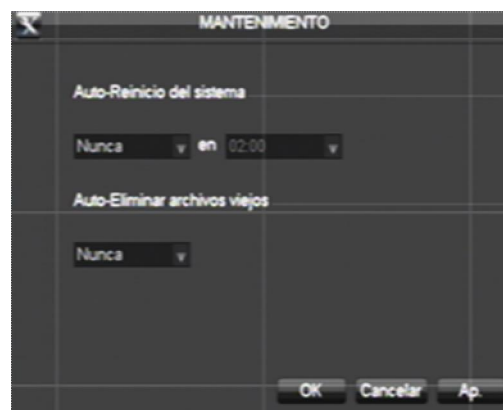 MANTENIMIENTO
Auto-Reinicio del sistema
Nunca en 02:00
Auto-Eliminar archivos viejos
Nunca
OK Cancelar Ap.